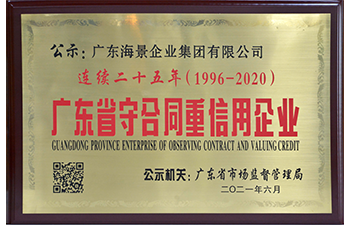 公示：广东海景企业集团有限公司
连续二十五年（1996-2020）
广东省守合同重信用企业
GUANGDONG PROVINCE ENTERPRISE OF OBSERVING CONTRACT AND VALUING CREDIT
公示机关：广东省市场监督管理局
二〇二一年六月